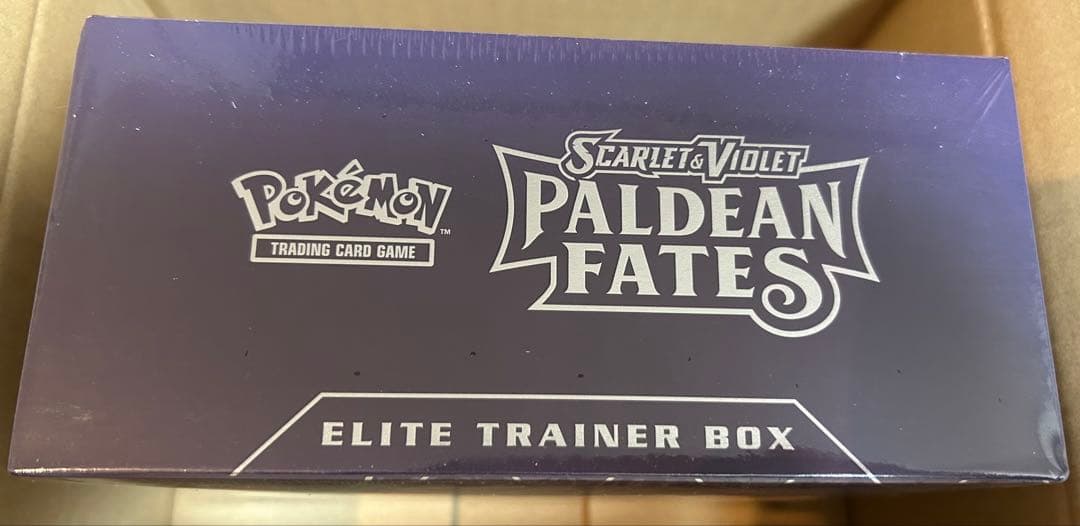 Pokémon
TRADING CARD GAME
SCARLET & VIOLET
PALDEAN
FATES
ELITE TRAINER BOX